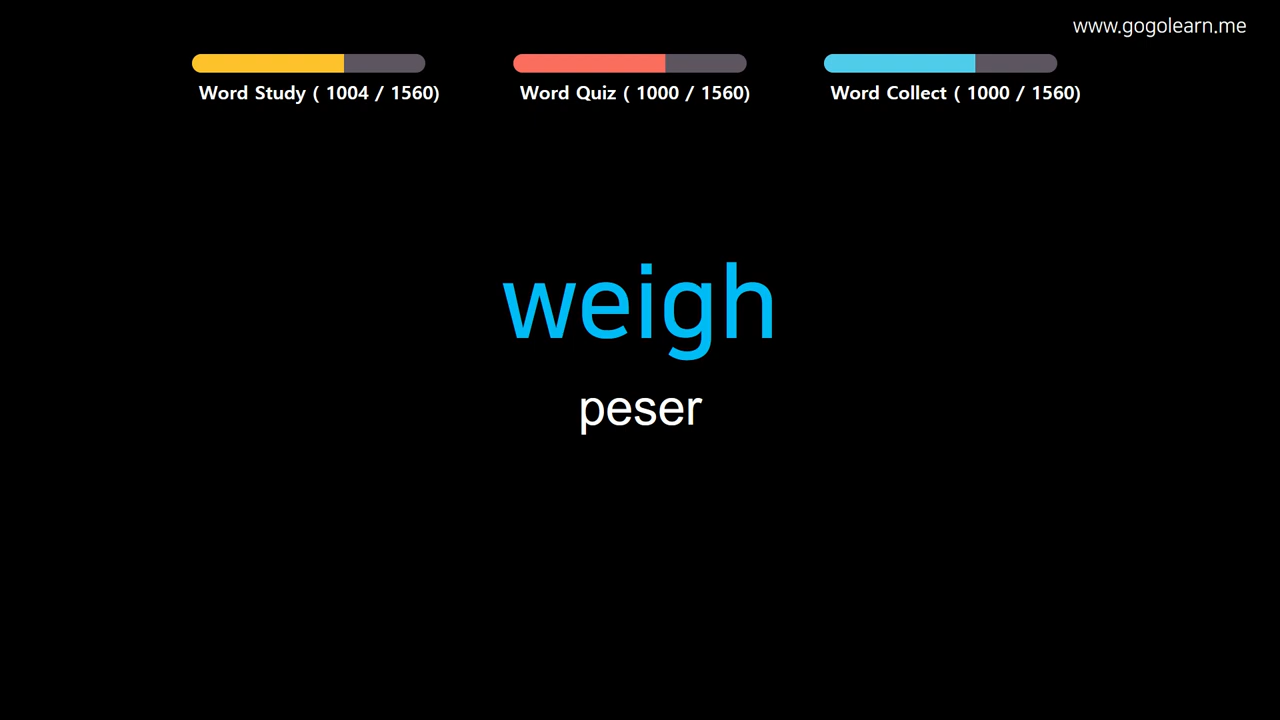 www.gogolearn.me
Word Study ( 1004 / 1560)
Word Quiz ( 1000 / 1560)
Word Collect ( 1000 / 1560)
weigh
peser